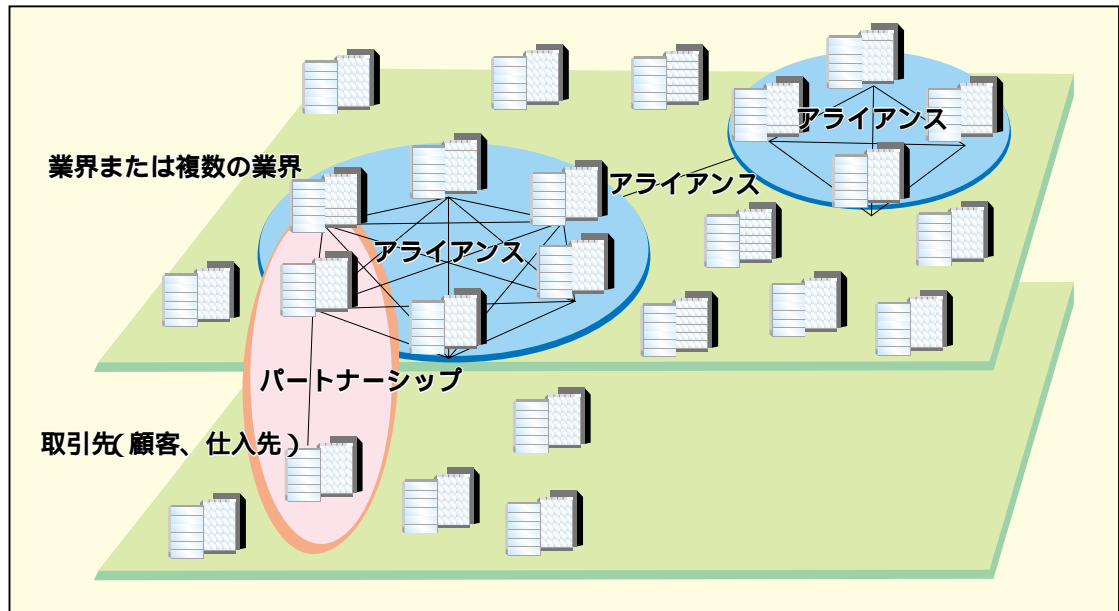 アライアンス
業界または複数の業界
アライアンス
アライアンス
パートナーシップ
取引先(顧客、仕入先)